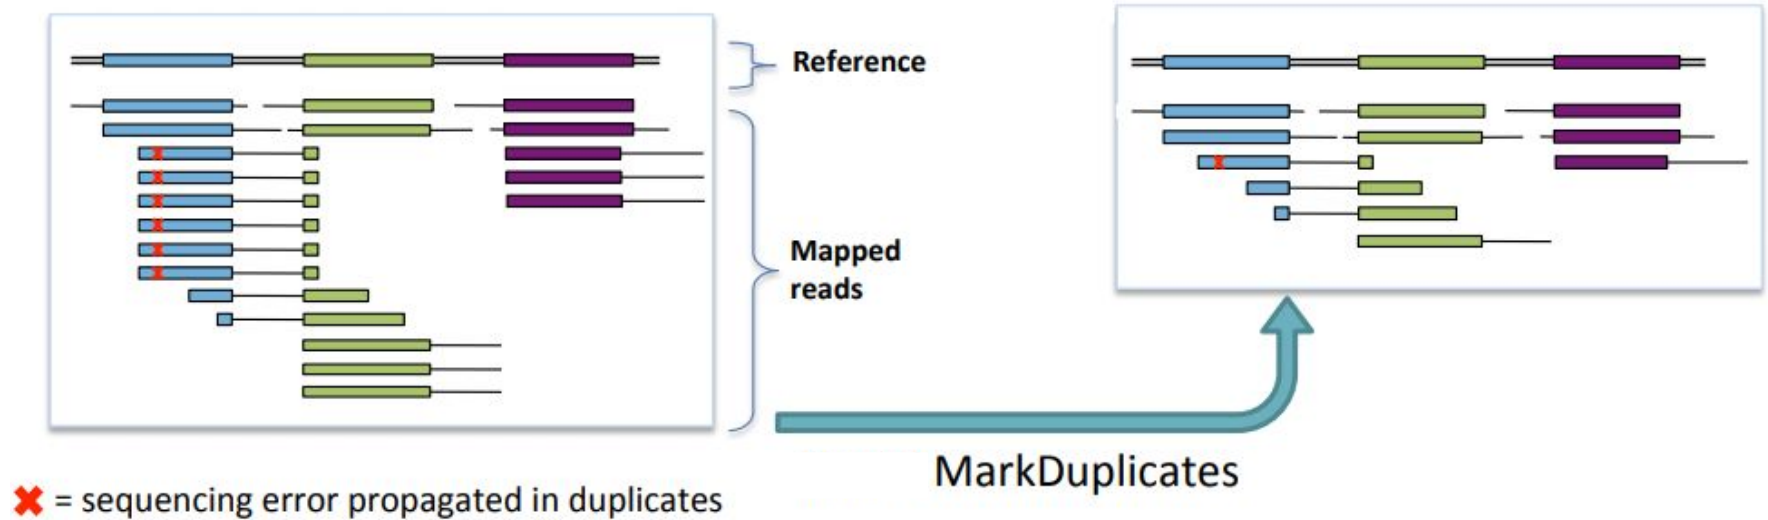 Reference
Mapped
reads
MarkDuplicates
✖ = sequencing error propagated in duplicates